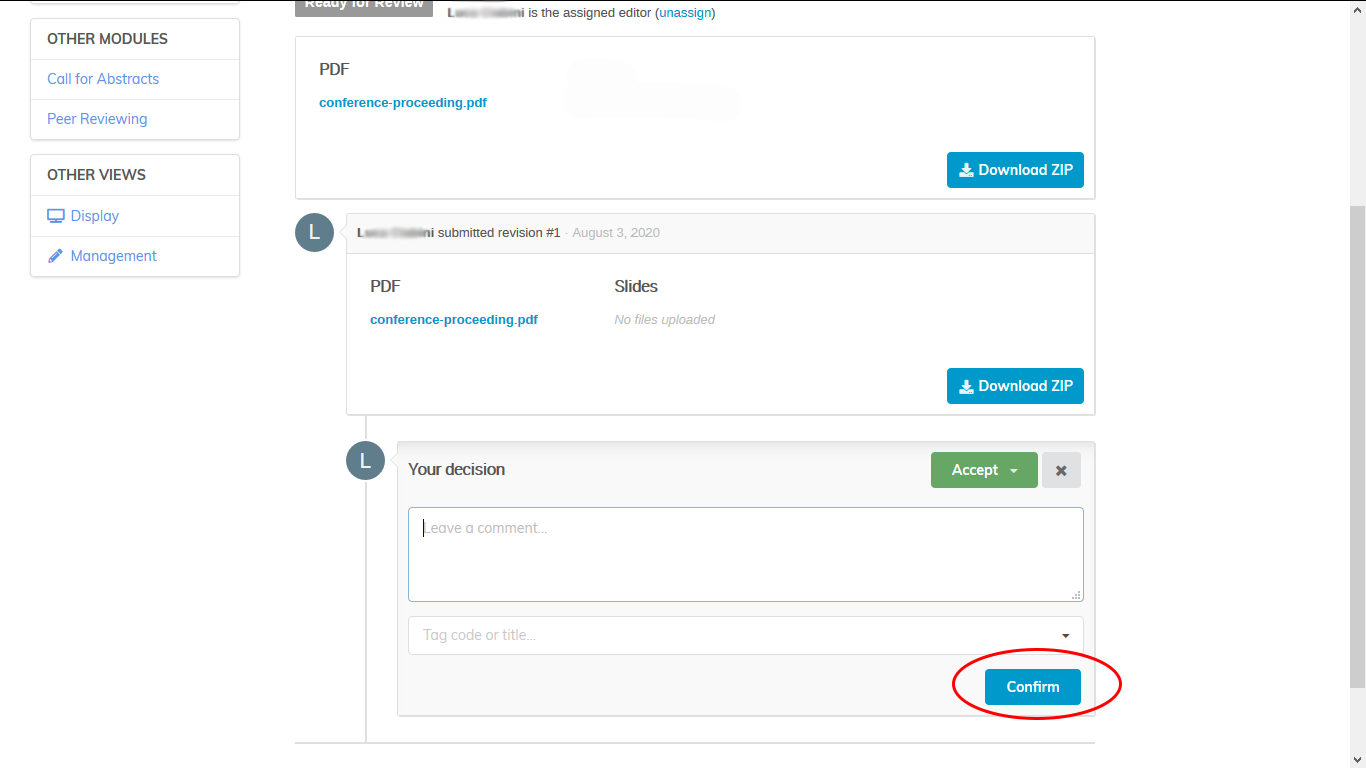 Ready for Review
is the assigned editor (unassign)
OTHER MODULES
Call for Abstracts
Peer Reviewing
OTHER VIEWS
Display
Management
PDF
conference-proceeding.pdf
Download ZIP
L
submitted revision #1 - August 3, 2020
PDF
Slides
conference-proceeding.pdf
No files uploaded
Download ZIP
L
Your decision
Accept
Leave a comment...
Tag code or title...
Confirm